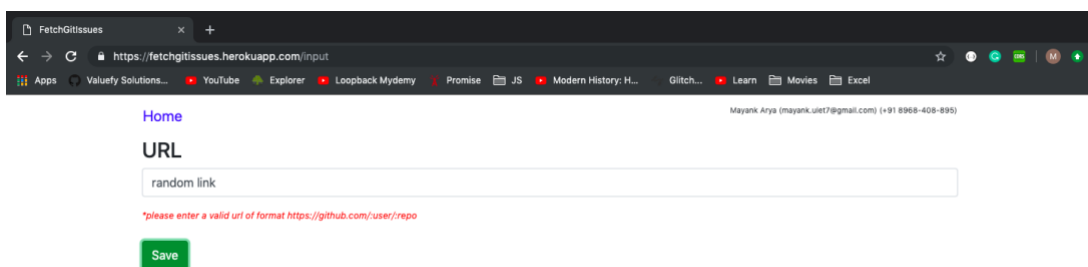 FetchGitIssues
https://fetchgitissues.herokuapp.com/input
Apps Valuefy Solutions... YouTube Explorer Loopback Mydemy Promise JS Modern History: H... Glitch... Learn Movies Excel
Home Mayank Arya (mayank.uiet7@gmail.com) (+91 8968-408-895)
URL
random link
*please enter a valid url of format https://github.com/:user/:repo
Save